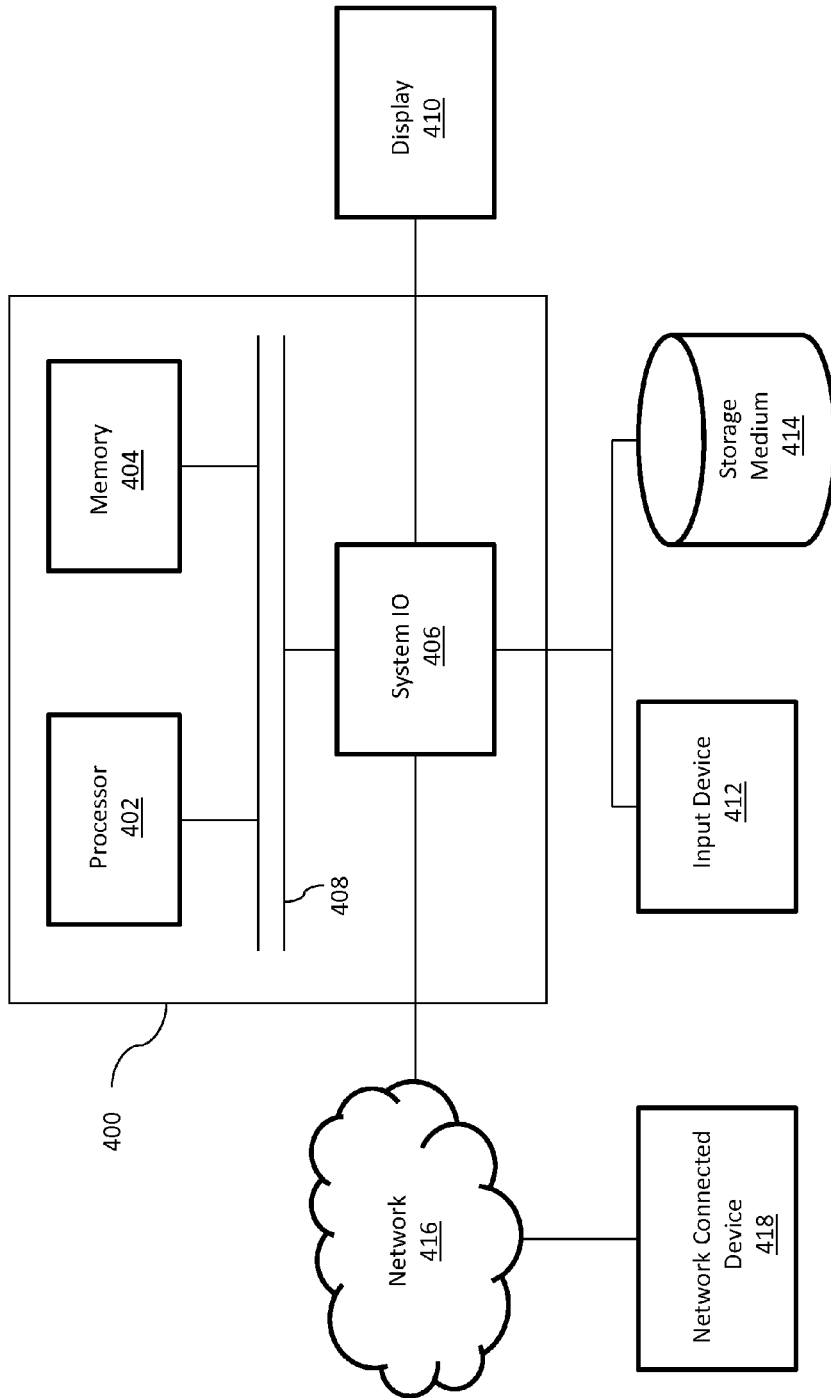 400
Processor
402
Memory
404
408
System IO
406
Display
410
Network
416
Network Connected
Device
418
Input Device
412
Storage
Medium
414